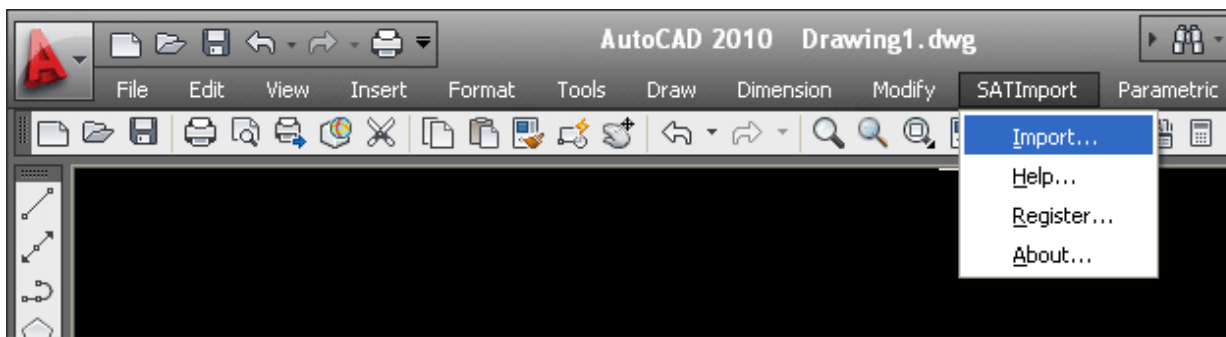 AutoCAD 2010 Drawing1.dwg
File Edit View Insert Format Tools Draw Dimension Modify SATImport Parametric
Import...
Help...
Register...
About...